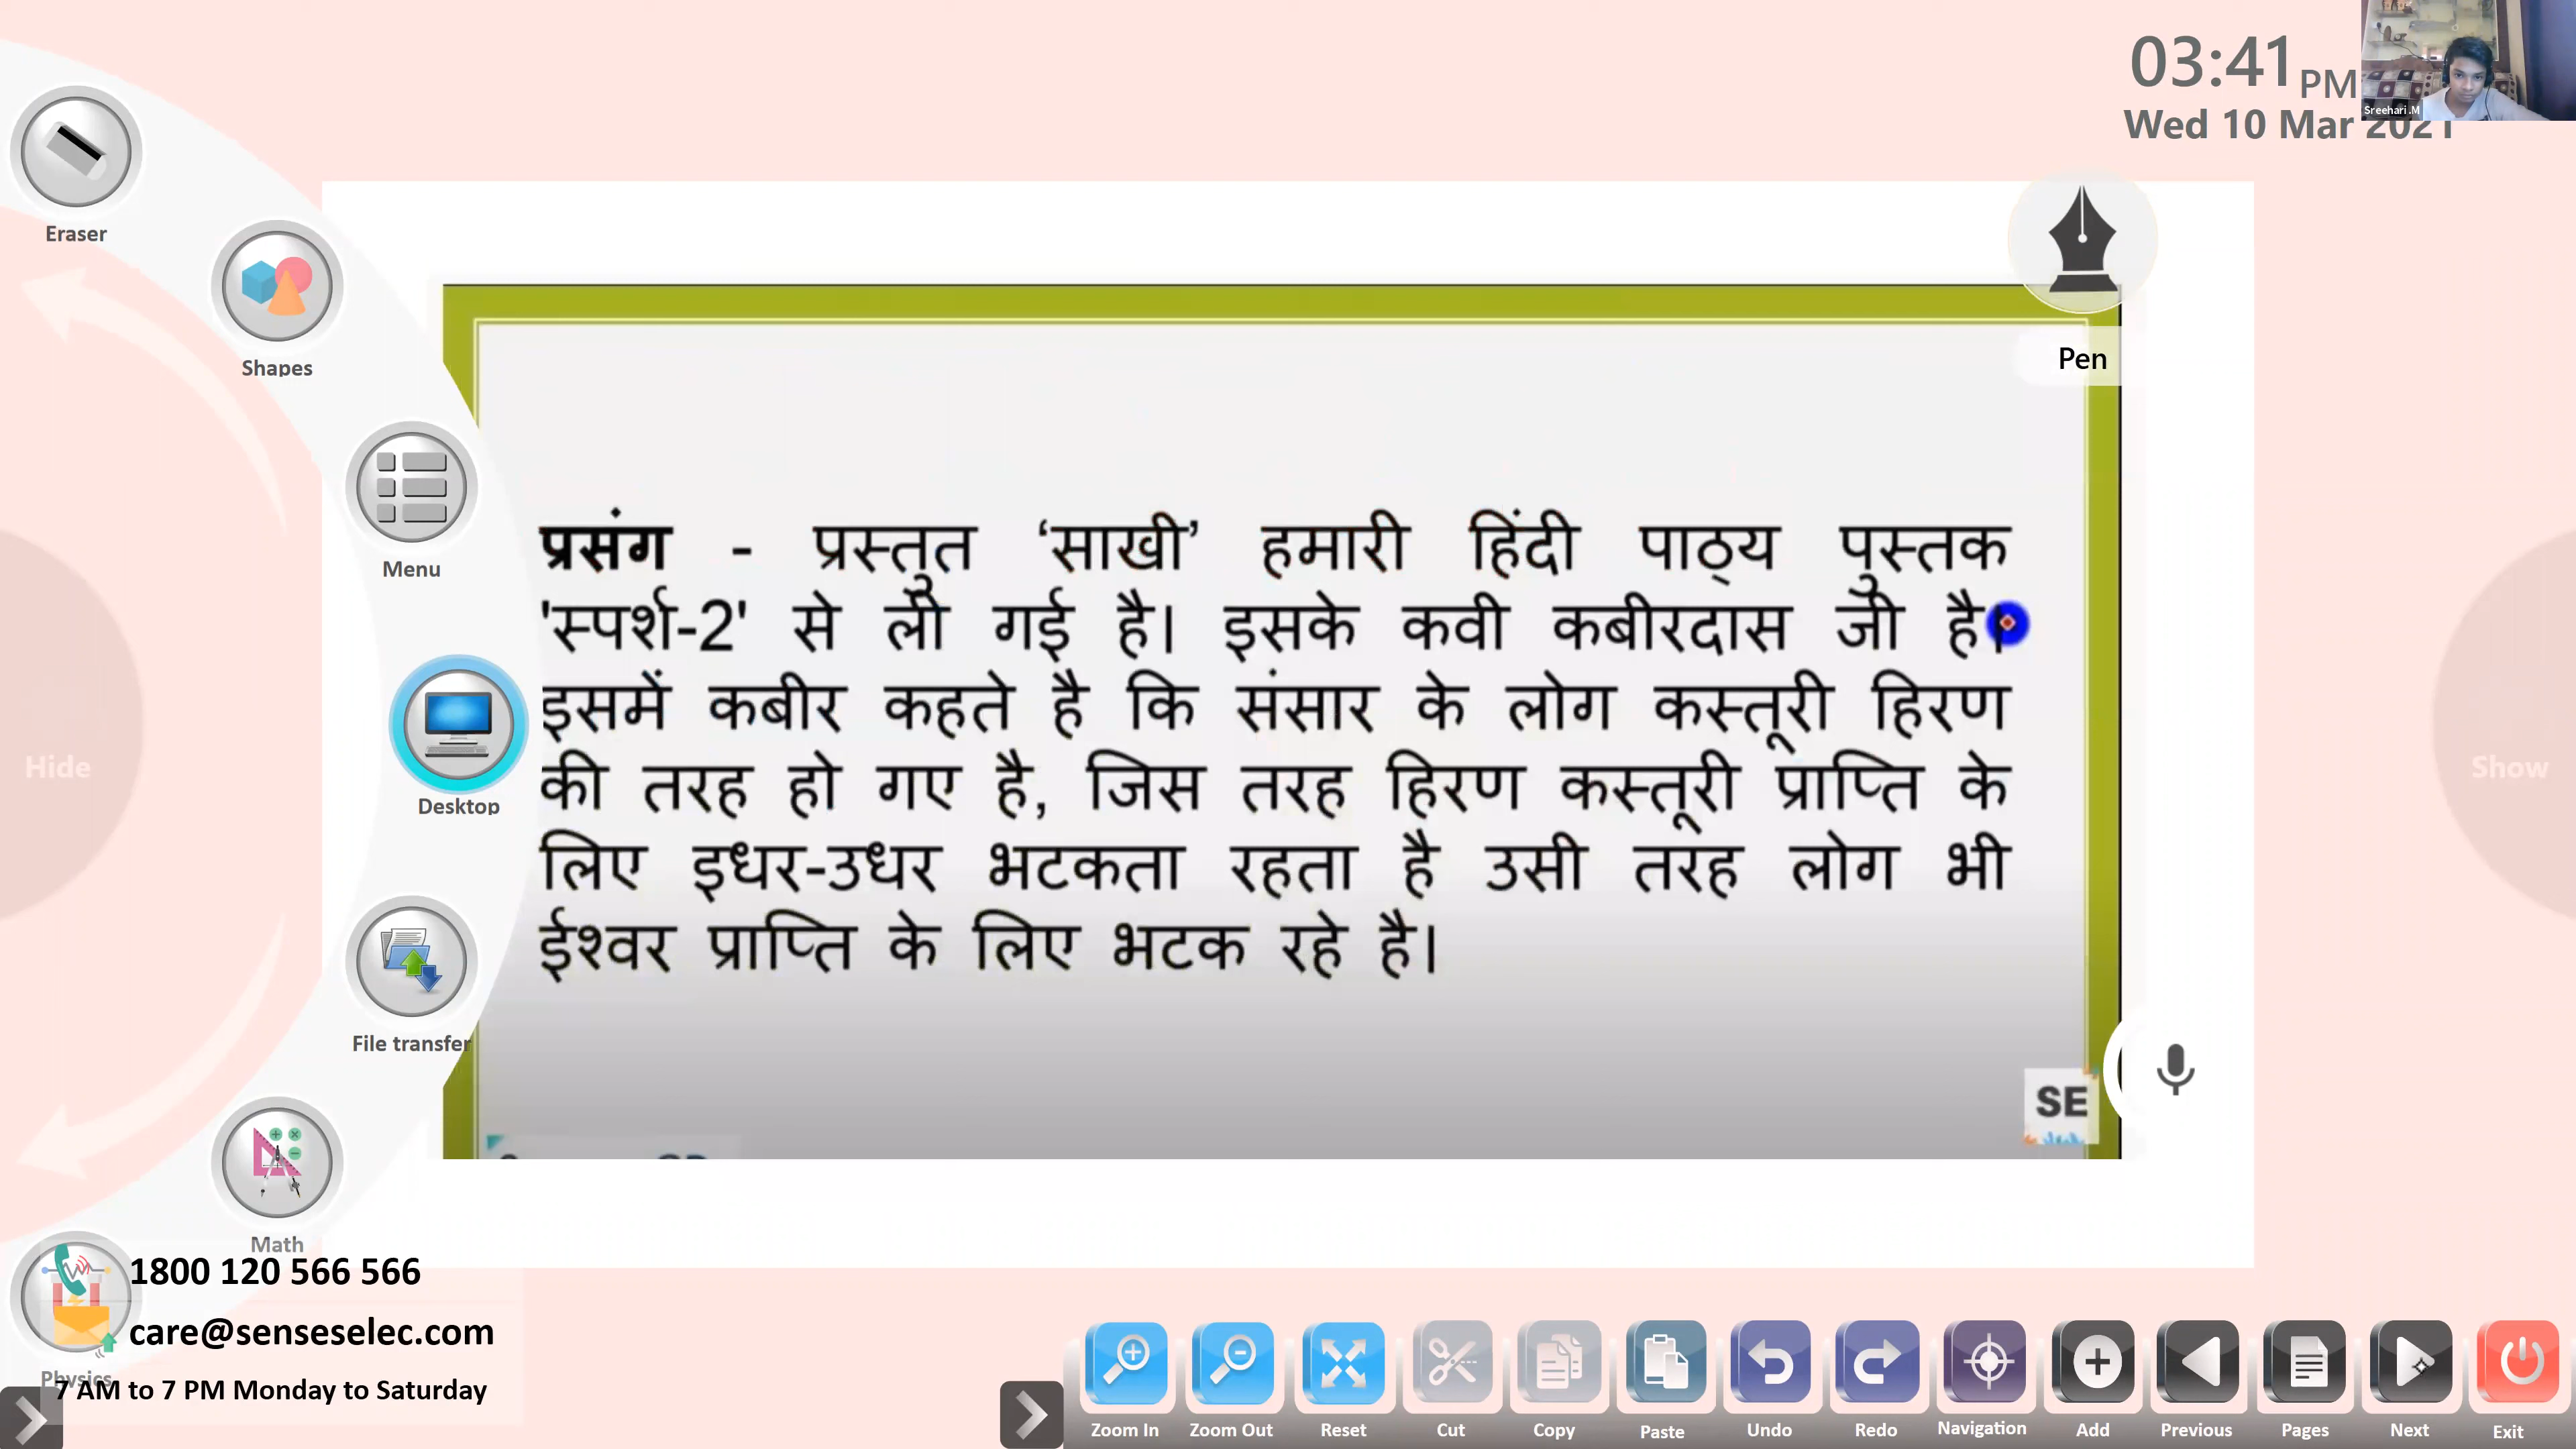 03:41 PM
Wed 10 Mar 2021
Sreehari.M
Eraser
Shapes
Menu
Desktop
File transfer
Math
Physics
Hide
Show
Pen
प्रसंग - प्रस्तुत ‘साखी’ हमारी हिंदी पाठ्य पुस्तक
'स्पर्श-2' से ली गई है। इसके कवी कबीरदास जी है।
इसमें कबीर कहते है कि संसार के लोग कस्तूरी हिरण
की तरह हो गए है, जिस तरह हिरण कस्तूरी प्राप्ति के
लिए इधर-उधर भटकता रहता है उसी तरह लोग भी
ईश्वर प्राप्ति के लिए भटक रहे है।
SE
1800 120 566 566
care@senseselec.com
7 AM to 7 PM Monday to Saturday
Zoom In
Zoom Out
Reset
Cut
Copy
Paste
Undo
Redo
Navigation
Add
Previous
Pages
Next
Exit